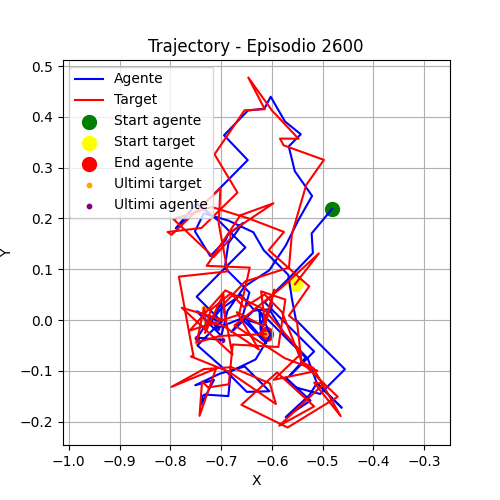 Trajectory - Episodio 2600
Agente
Target
Start agente
Start target
End agente
Ultimi target
Ultimi agente
Y
0.5
0.4
0.3
0.2
0.1
0.0
−0.1
−0.2
−1.0 −0.9 −0.8 −0.7 −0.6 −0.5 −0.4 −0.3
X